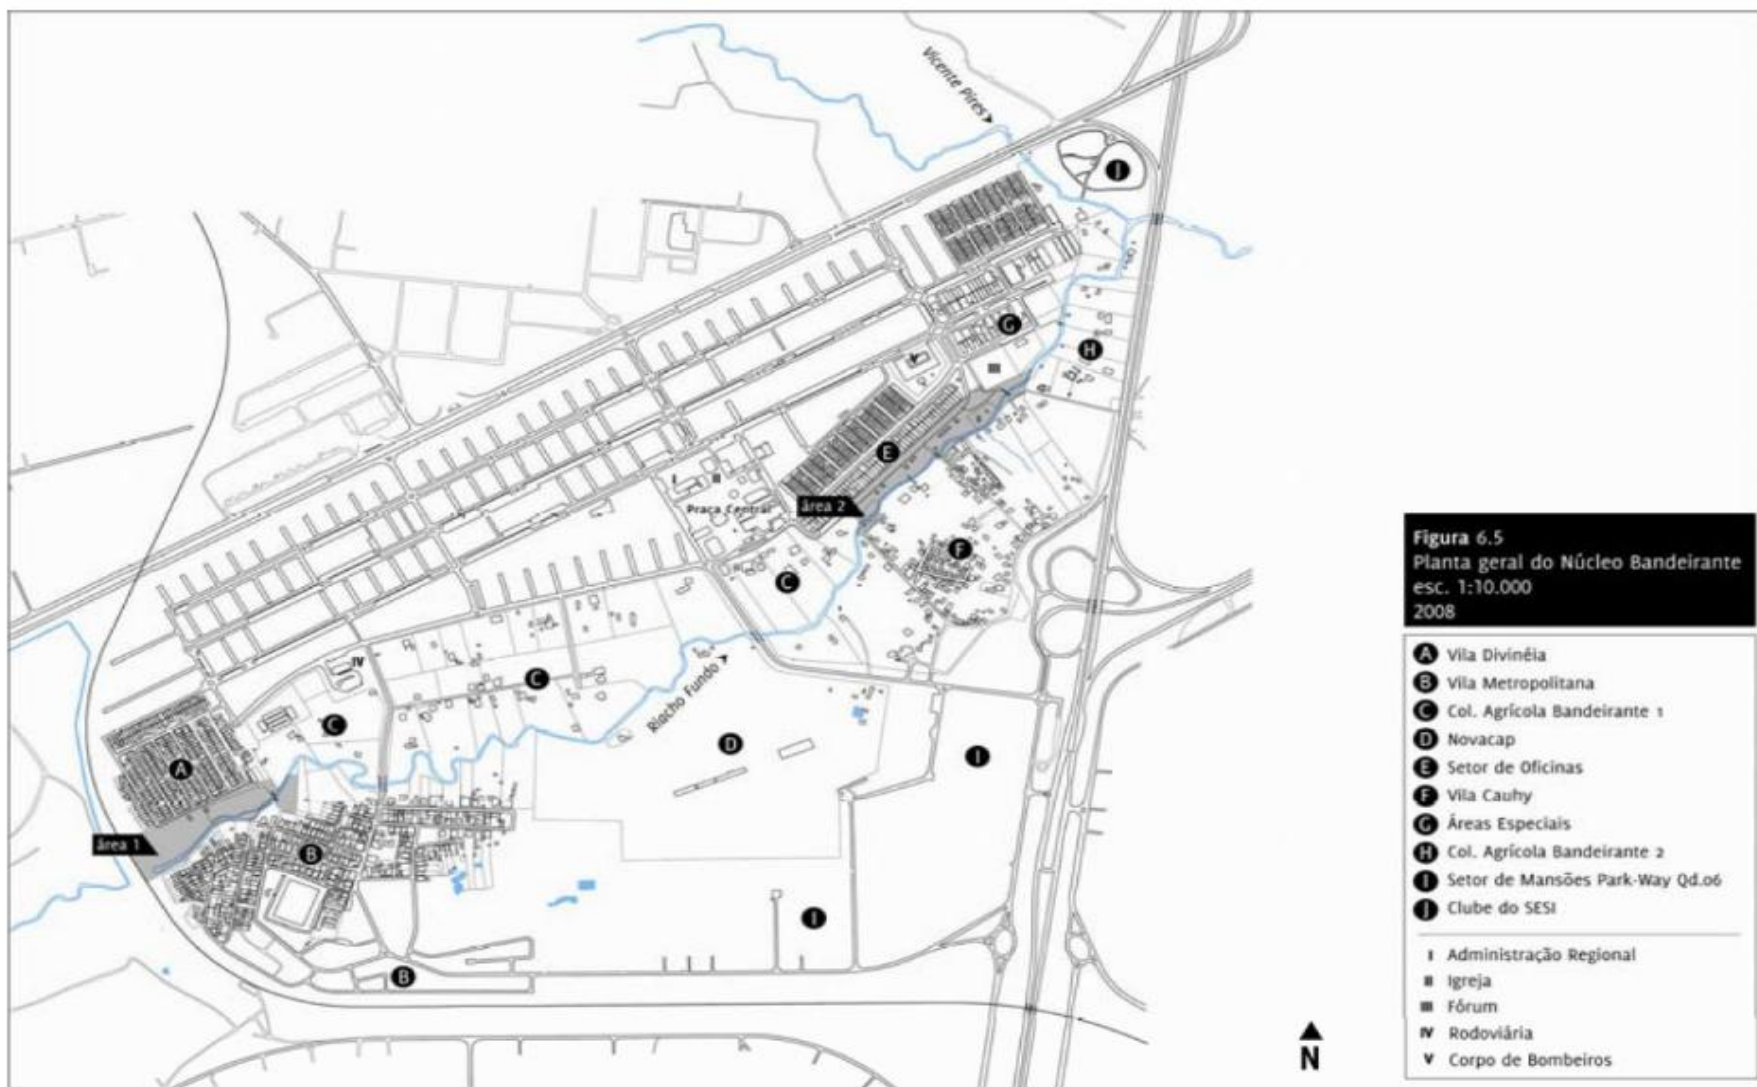 Vicente Pires
J
G
H
V
III
E
I
II
Praça Central
área 2
F
C
IV
C
Riacho Fundo
C
D
I
A
área 1
B
I
B
N
Figura 6.5
Planta geral do Núcleo Bandeirante
esc. 1:10.000
2008
A Vila Divinéia
B Vila Metropolitana
C Col. Agrícola Bandeirante 1
D Novacap
E Setor de Oficinas
F Vila Cauhy
G Áreas Especiais
H Col. Agrícola Bandeirante 2
I Setor de Mansões Park-Way Qd.06
J Clube do SESI
I Administração Regional
II Igreja
III Fórum
IV Rodoviária
V Corpo de Bombeiros